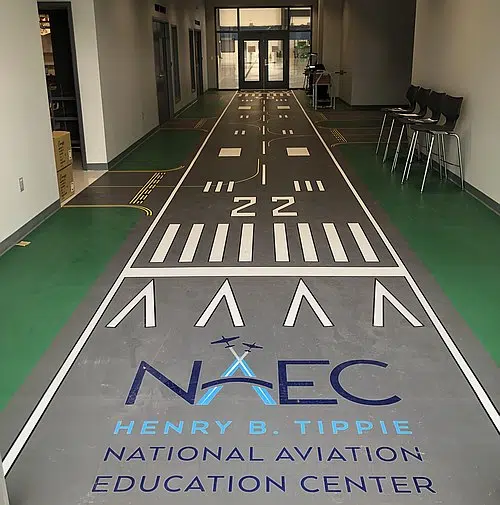 22
NAEC
HENRY B. TIPPIE
NATIONAL AVIATION
EDUCATION CENTER